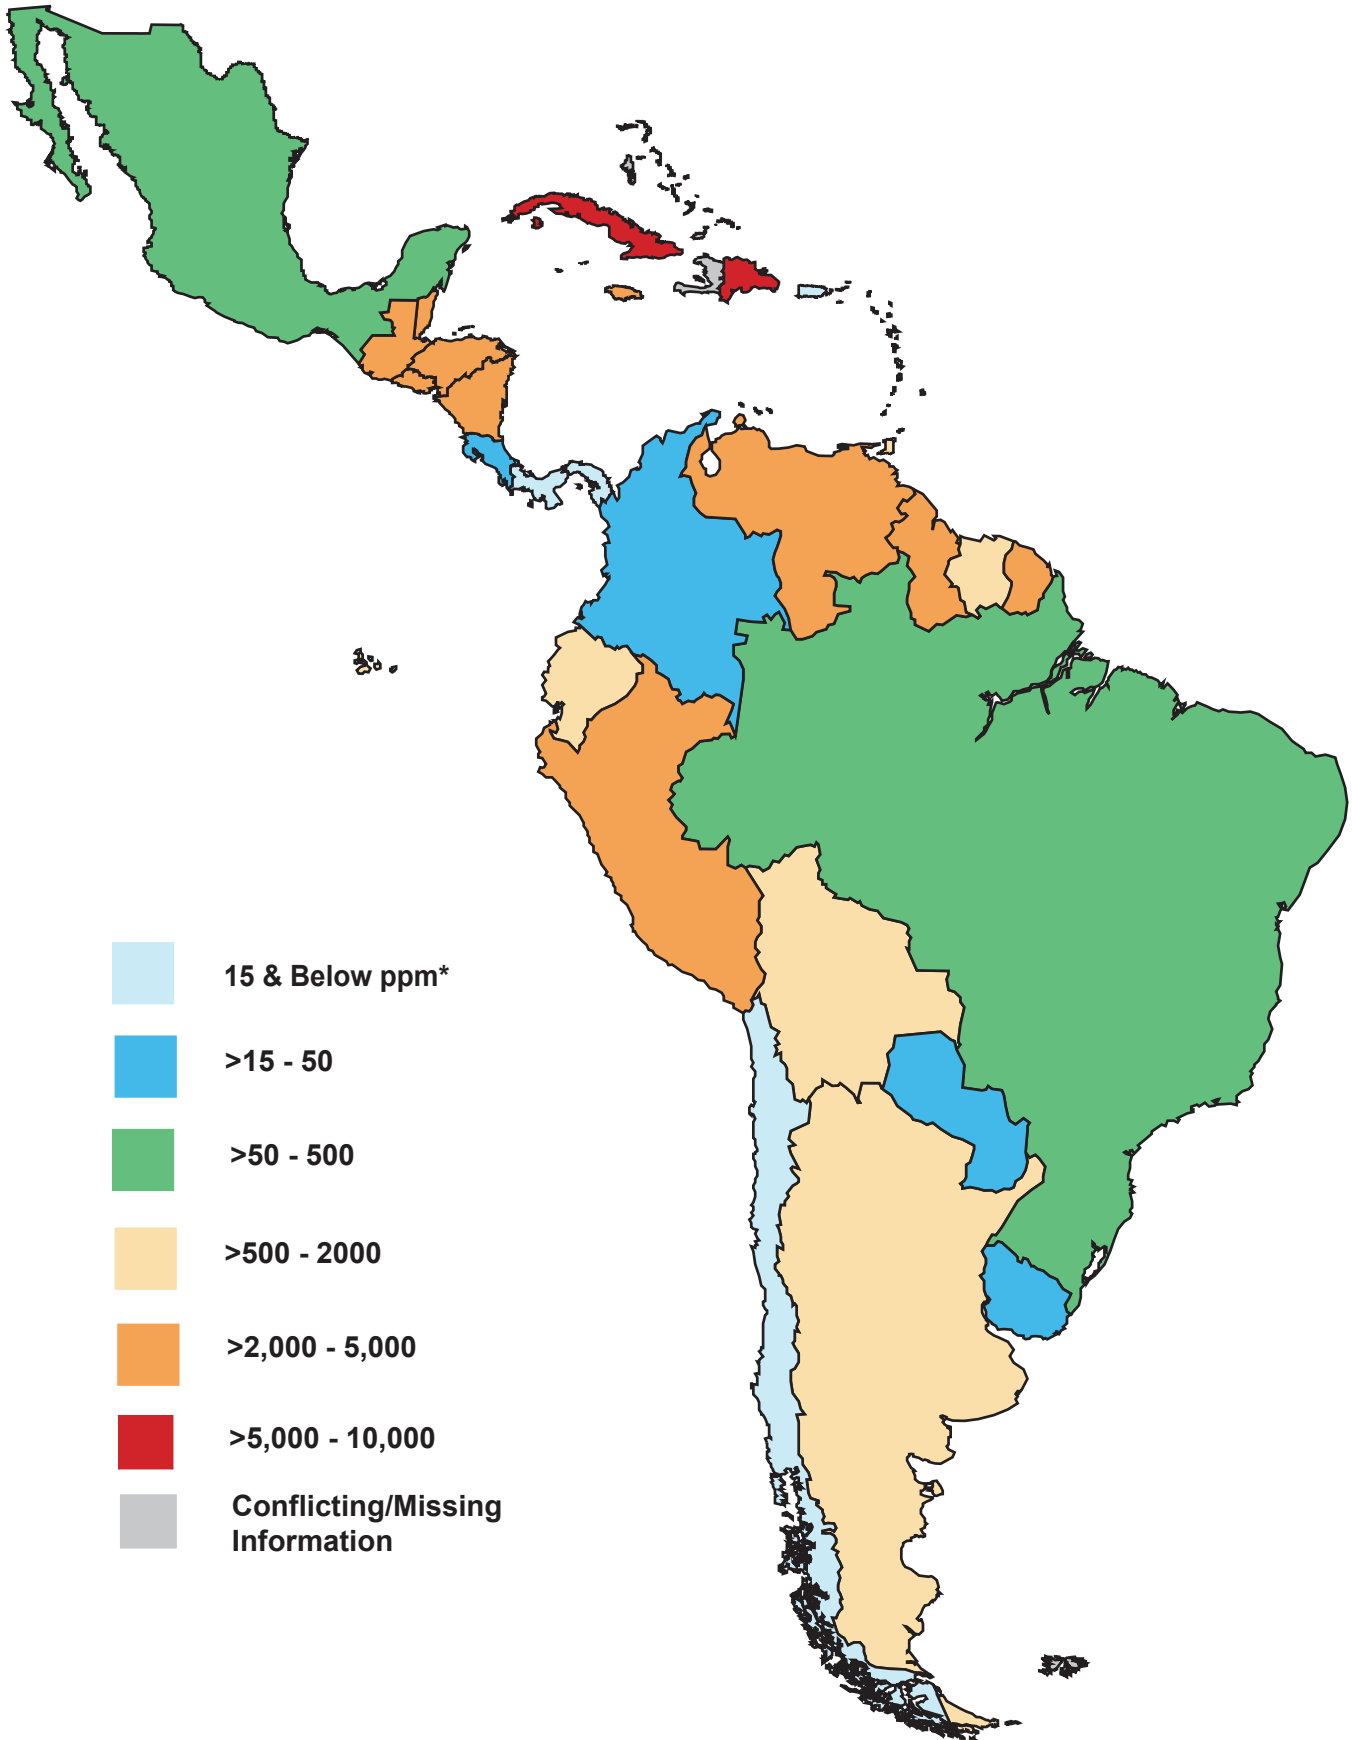 15 & Below ppm*
>15 - 50
>50 - 500
>500 - 2000
>2,000 - 5,000
>5,000 - 10,000
Conflicting/Missing
Information